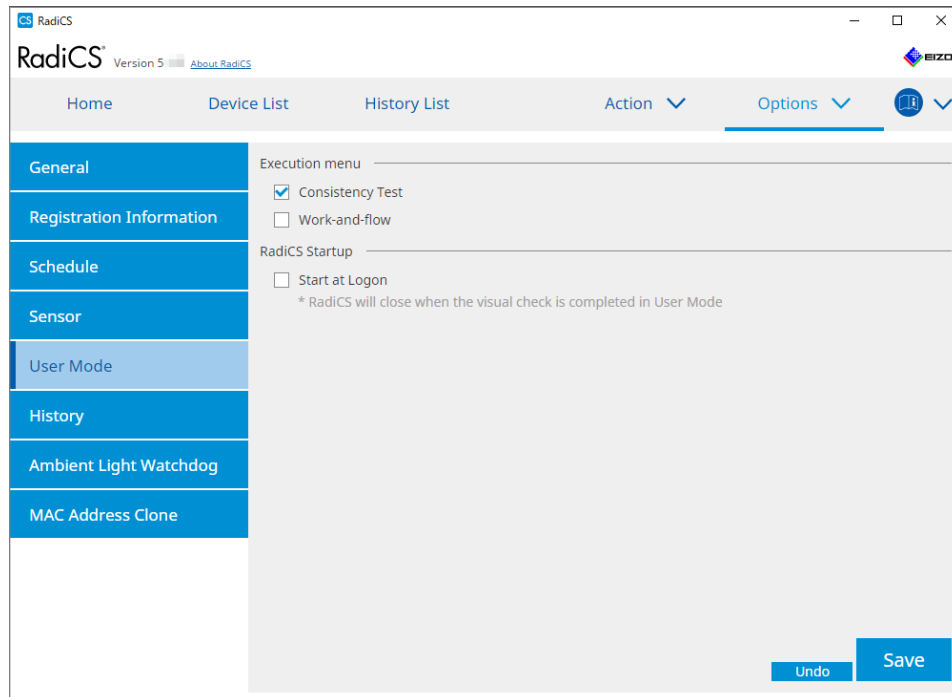 CS RadiCS
RadiCS® Version 5 About RadiCS EIZO
Home Device List History List Action Options
General
Registration Information
Schedule
Sensor
User Mode
History
Ambient Light Watchdog
MAC Address Clone
Execution menu
Consistency Test
Work-and-flow
RadiCS Startup
Start at Logon
* RadiCS will close when the visual check is completed in User Mode
Undo
Save